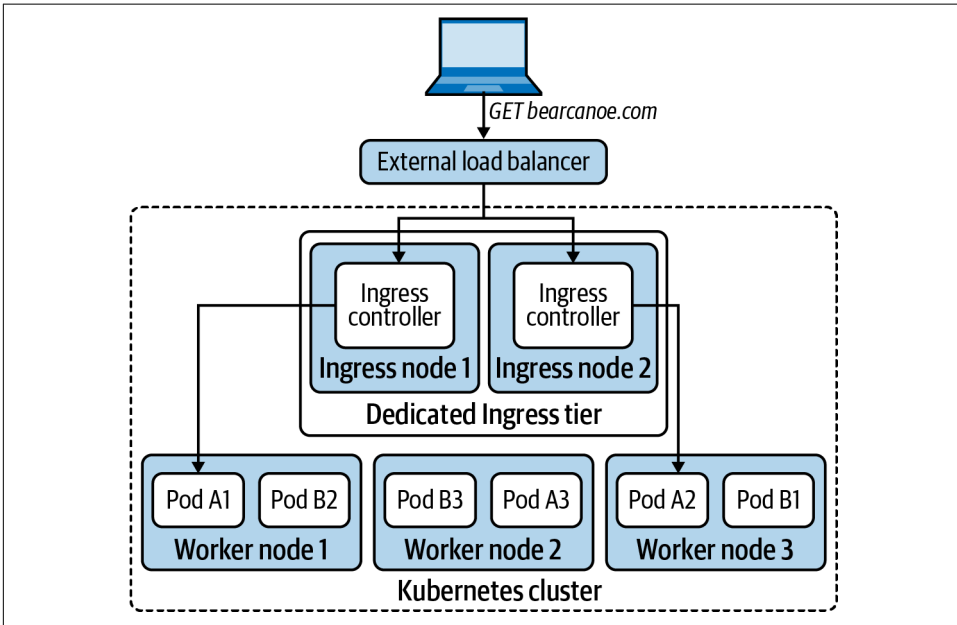 GET bearcanoe.com
External load balancer
Ingress
controller
Ingress node 1
Ingress
controller
Ingress node 2
Dedicated Ingress tier
Pod A1
Pod B2
Worker node 1
Pod B3
Pod A3
Worker node 2
Pod A2
Pod B1
Worker node 3
Kubernetes cluster